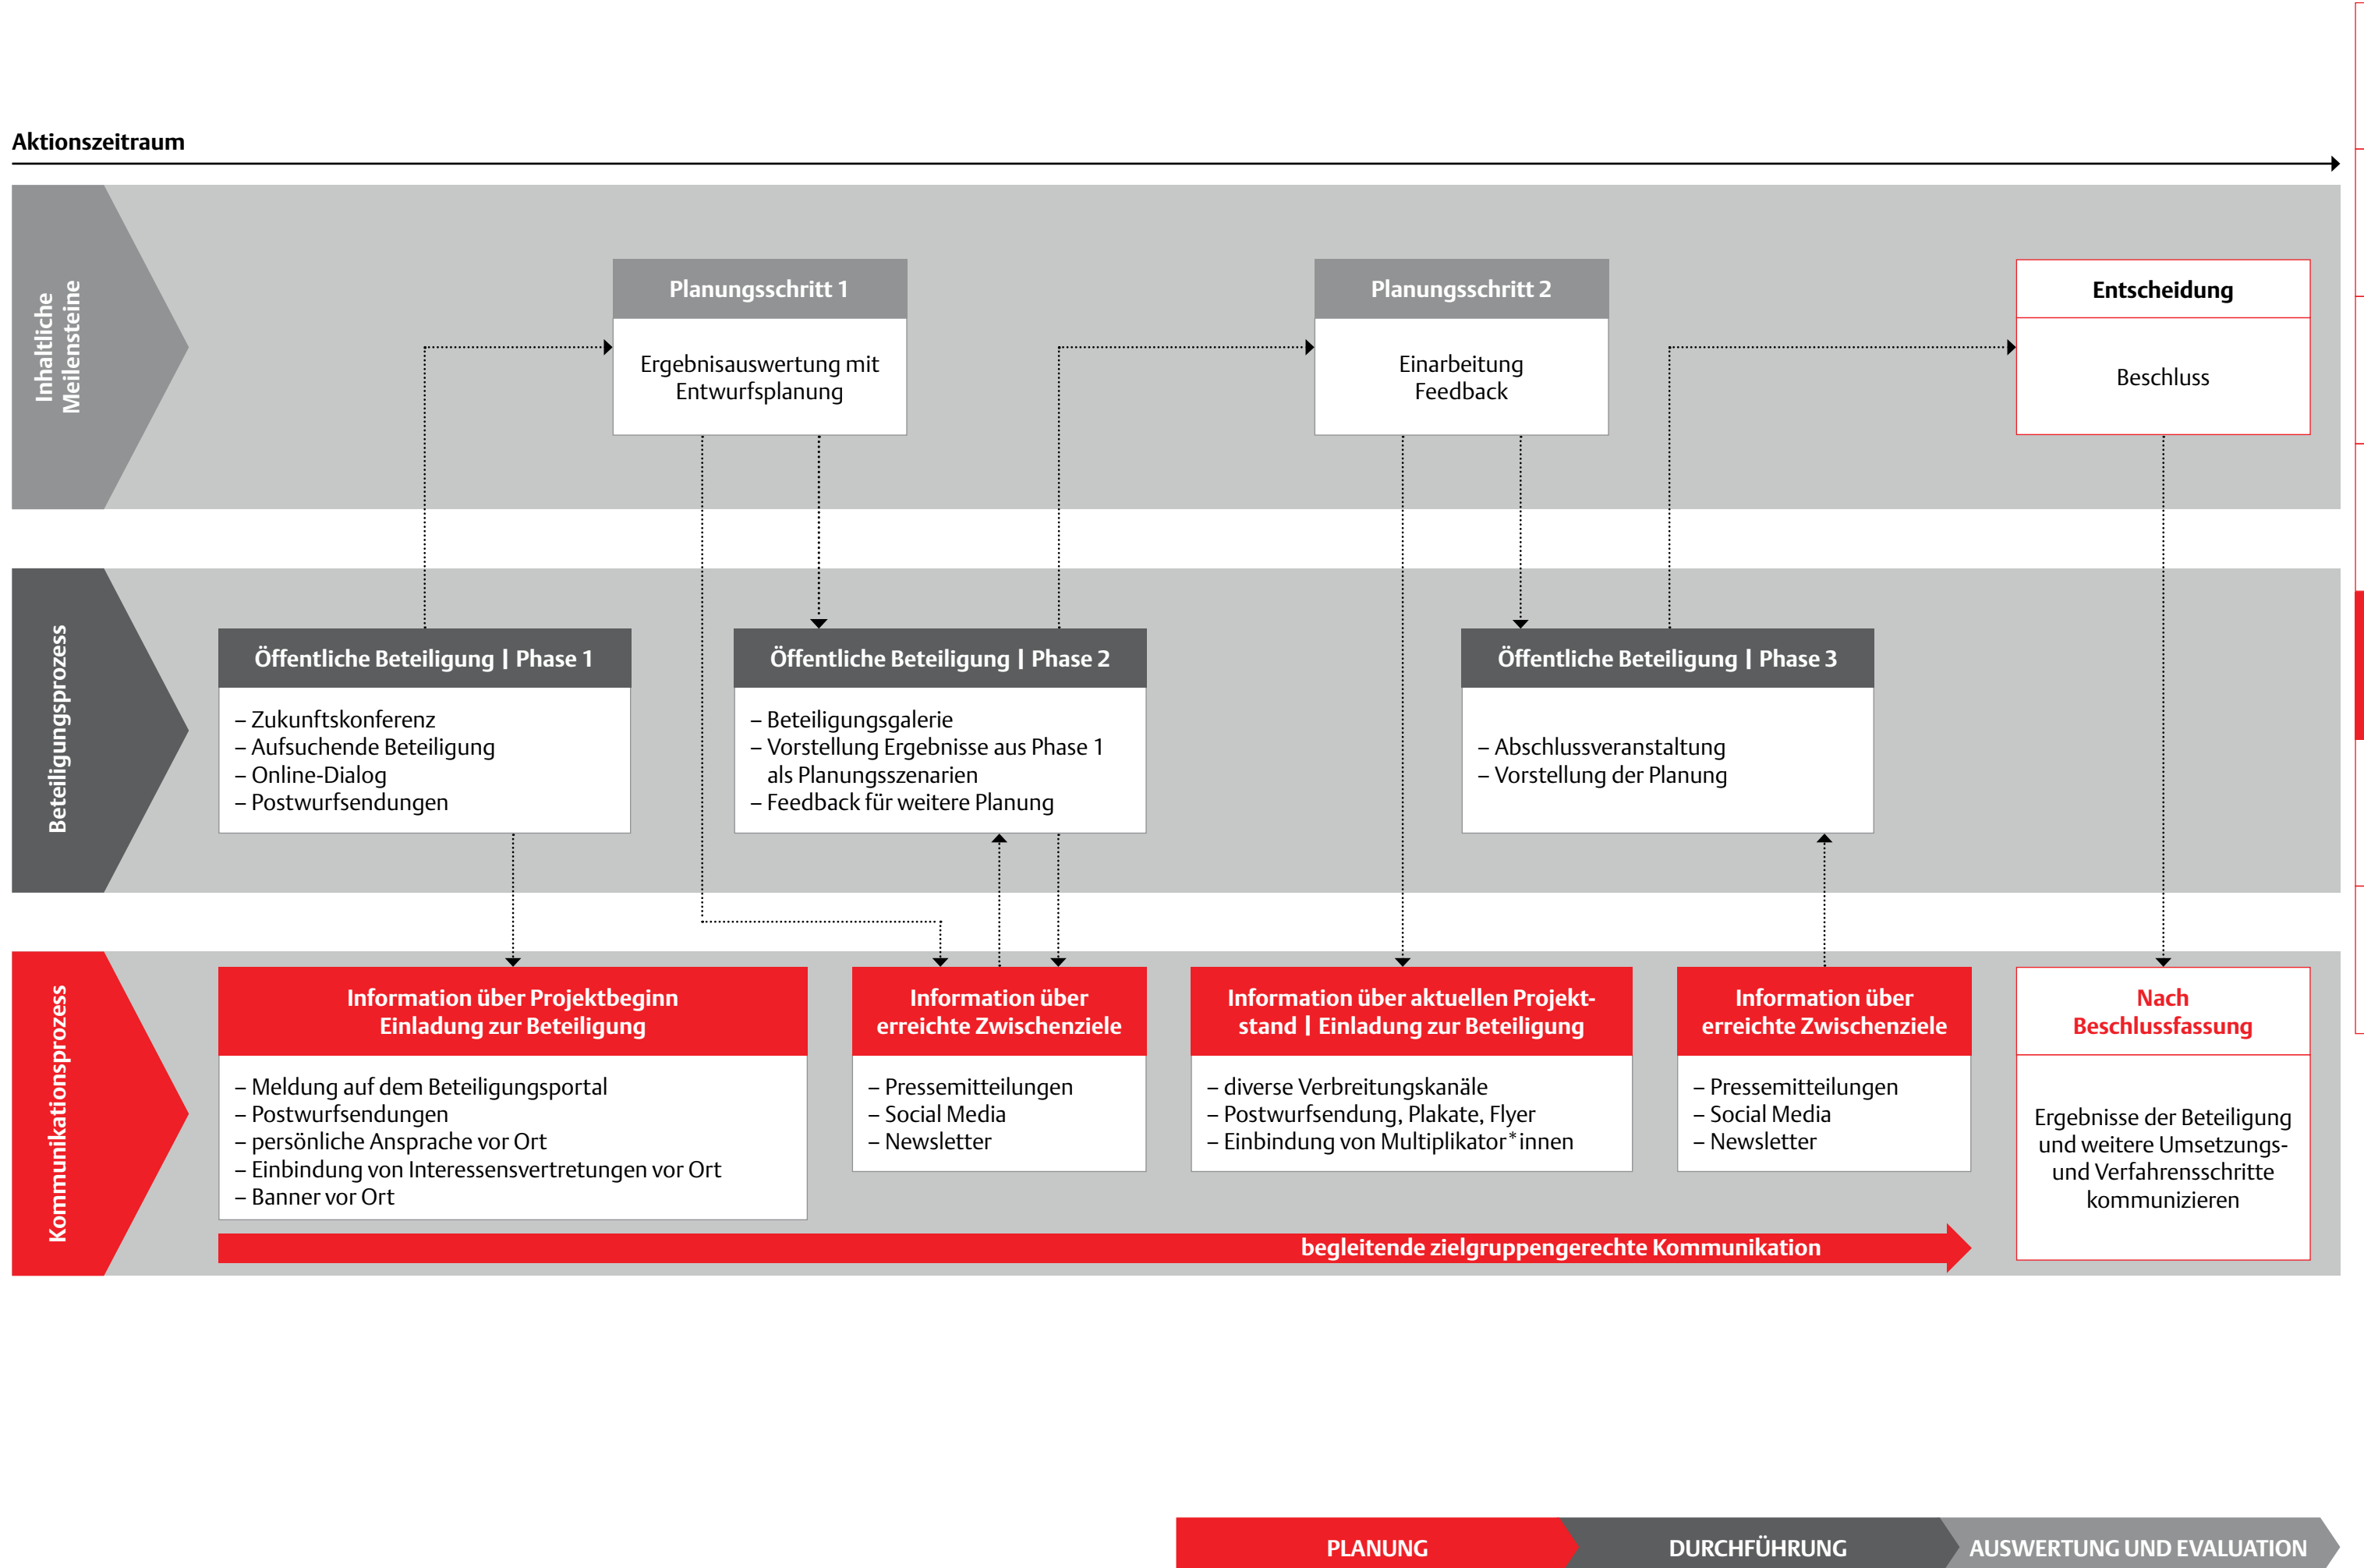 Aktionszeitraum
Inhaltliche
Meilensteine
Planungsschritt 1
Ergebnisauswertung mit
Entwurfsplanung
Planungsschritt 2
Einarbeitung
Feedback
Entscheidung
Beschluss
Beteiligungsprozess
Öffentliche Beteiligung | Phase 1
– Zukunftskonferenz
– Aufsuchende Beteiligung
– Online-Dialog
– Postwurfsendungen
Öffentliche Beteiligung | Phase 2
– Beteiligungsgalerie
– Vorstellung Ergebnisse aus Phase 1
als Planungsszenarien
– Feedback für weitere Planung
Öffentliche Beteiligung | Phase 3
– Abschlussveranstaltung
– Vorstellung der Planung
Kommunikationsprozess
Information über Projektbeginn
Einladung zur Beteiligung
– Meldung auf dem Beteiligungsportal
– Postwurfsendungen
– persönliche Ansprache vor Ort
– Einbindung von Interessensvertretungen vor Ort
– Banner vor Ort
Information über
erreichte Zwischenziele
– Pressemitteilungen
– Social Media
– Newsletter
Information über aktuellen Projekt-
stand | Einladung zur Beteiligung
– diverse Verbreitungskanäle
– Postwurfsendung, Plakate, Flyer
– Einbindung von Multiplikator*innen
Information über
erreichte Zwischenziele
– Pressemitteilungen
– Social Media
– Newsletter
Nach
Beschlussfassung
Ergebnisse der Beteiligung
und weitere Umsetzungs-
und Verfahrensschritte
kommunizieren
begleitende zielgruppengerechte Kommunikation
PLANUNG
DURCHFÜHRUNG
AUSWERTUNG UND EVALUATION